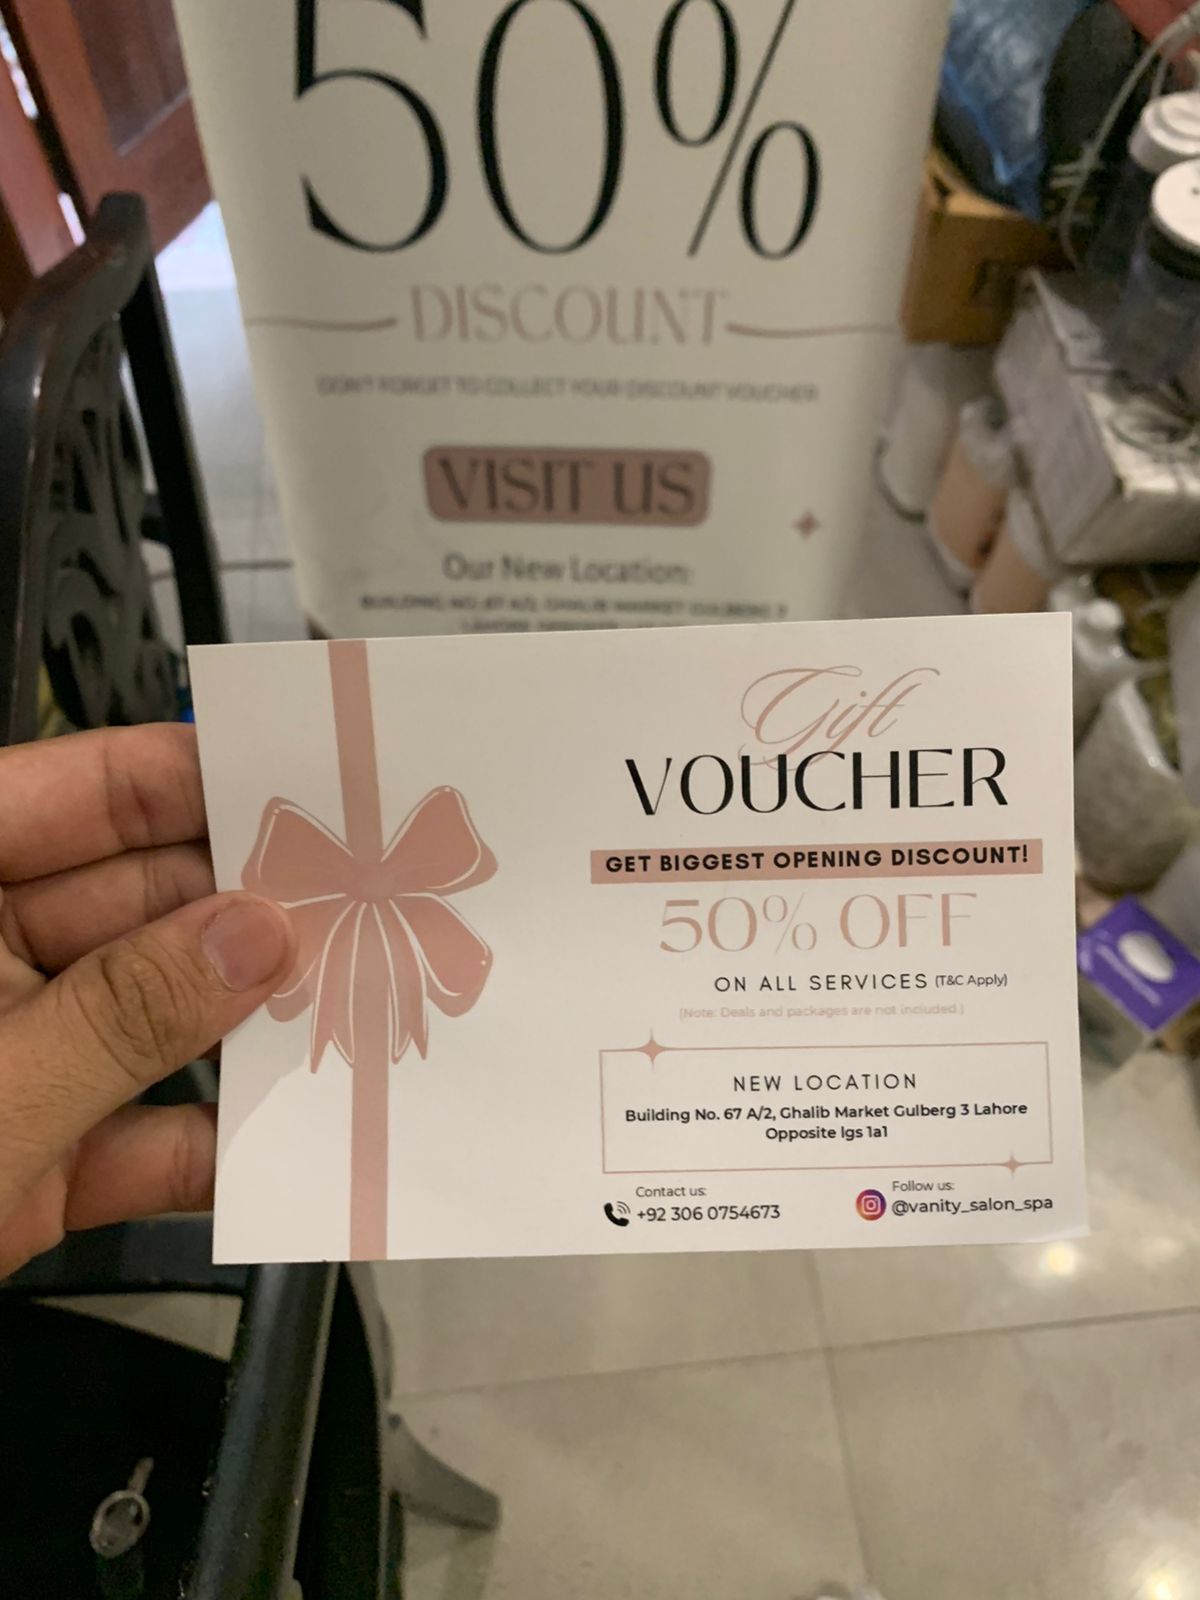 50%
DISCOUNT
DON'T FORGET TO COLLECT YOUR DISCOUNT VOUCHER
VISIT US
Our New Location:
BUILDING NO. 67 A/2, GHALIB MARKET GULBERG 3
LAHORE
Gift
VOUCHER
GET BIGGEST OPENING DISCOUNT!
50% OFF
ON ALL SERVICES (T&C Apply)
(Note: Deals and packages are not included.)
NEW LOCATION
Building No. 67 A/2, Ghalib Market Gulberg 3 Lahore
Opposite lgs 1a1
Contact us:
+92 306 0754673
Follow us:
@vanity_salon_spa